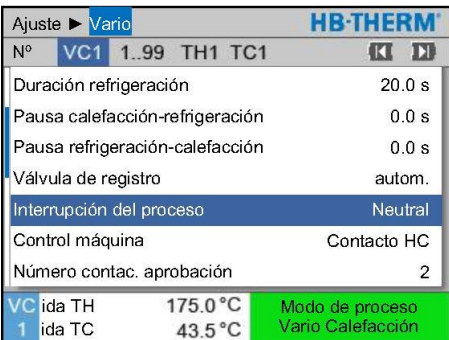 Ajuste ► Vario HB-THERM®
Nº VC1 1..99 TH1 TC1
Duración refrigeración 20.0 s
Pausa calefacción-refrigeración 0.0 s
Pausa refrigeración-calefacción 0.0 s
Válvula de registro autom.
Interrupción del proceso Neutral
Control máquina Contacto HC
Número contac. aprobación 2
VC ida TH 175.0 °C Modo de proceso
1 ida TC 43.5 °C Vario Calefacción